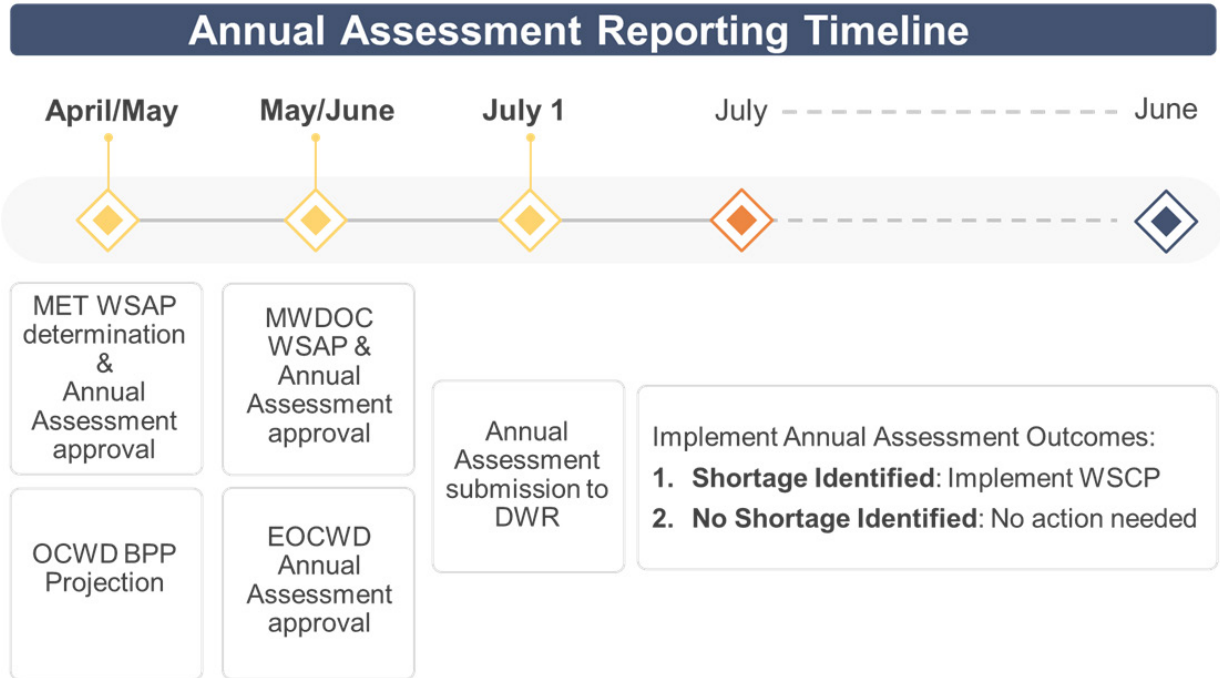 Annual Assessment Reporting Timeline
April/May
May/June
July 1
July
June
MET WSAP
determination
&
Annual
Assessment
approval
OCWD BPP
Projection
MWDOC
WSAP &
Annual
Assessment
approval
EOCWD
Annual
Assessment
approval
Annual
Assessment
submission to
DWR
Implement Annual Assessment Outcomes:
1. Shortage Identified: Implement WSCP
2. No Shortage Identified: No action needed